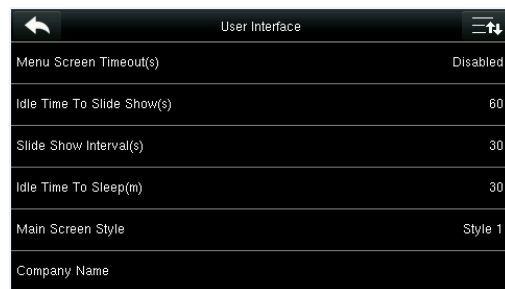 User Interface
Menu Screen Timeout(s) Disabled
Idle Time To Slide Show(s) 60
Slide Show Interval(s) 30
Idle Time To Sleep(m) 30
Main Screen Style Style 1
Company Name